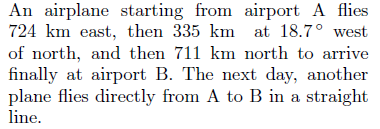 An airplane starting from airport A flies
724 km east, then 335 km at 18.7° west
of north, and then 711 km north to arrive
finally at airport B. The next day, another
plane flies directly from A to B in a straight
line.